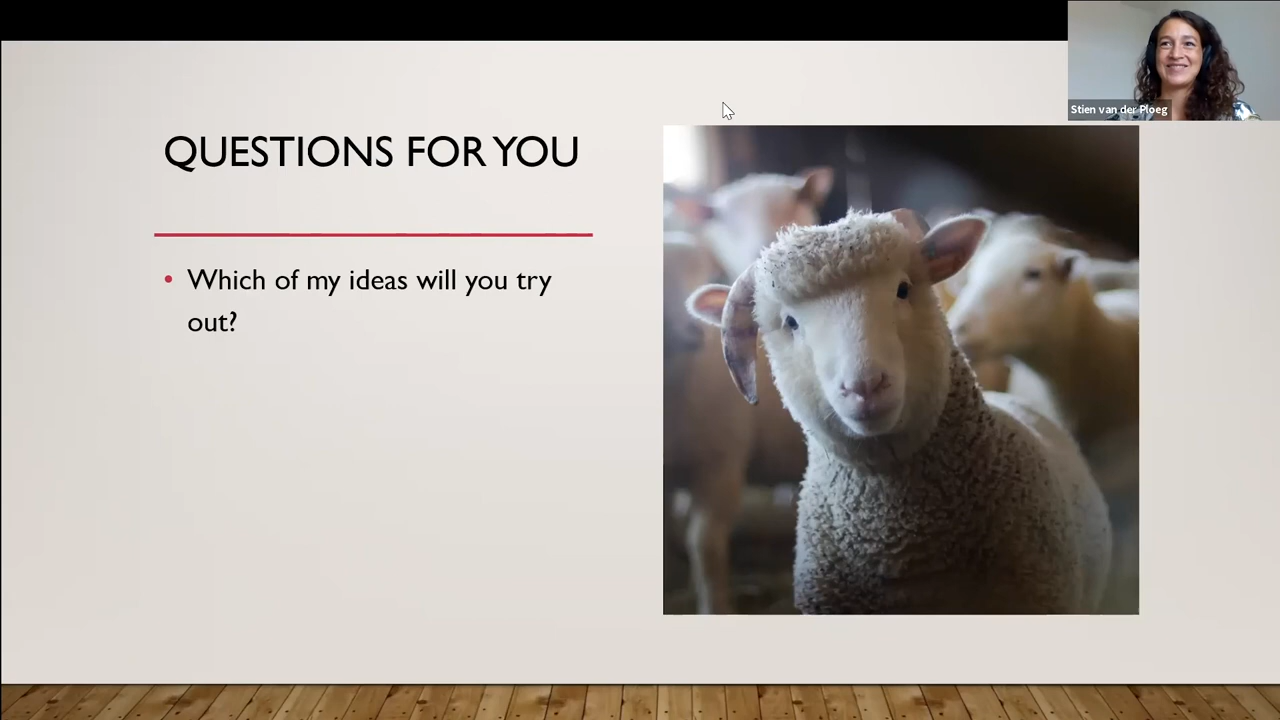 Stien van der Ploeg
QUESTIONS FOR YOU
• Which of my ideas will you try
out?